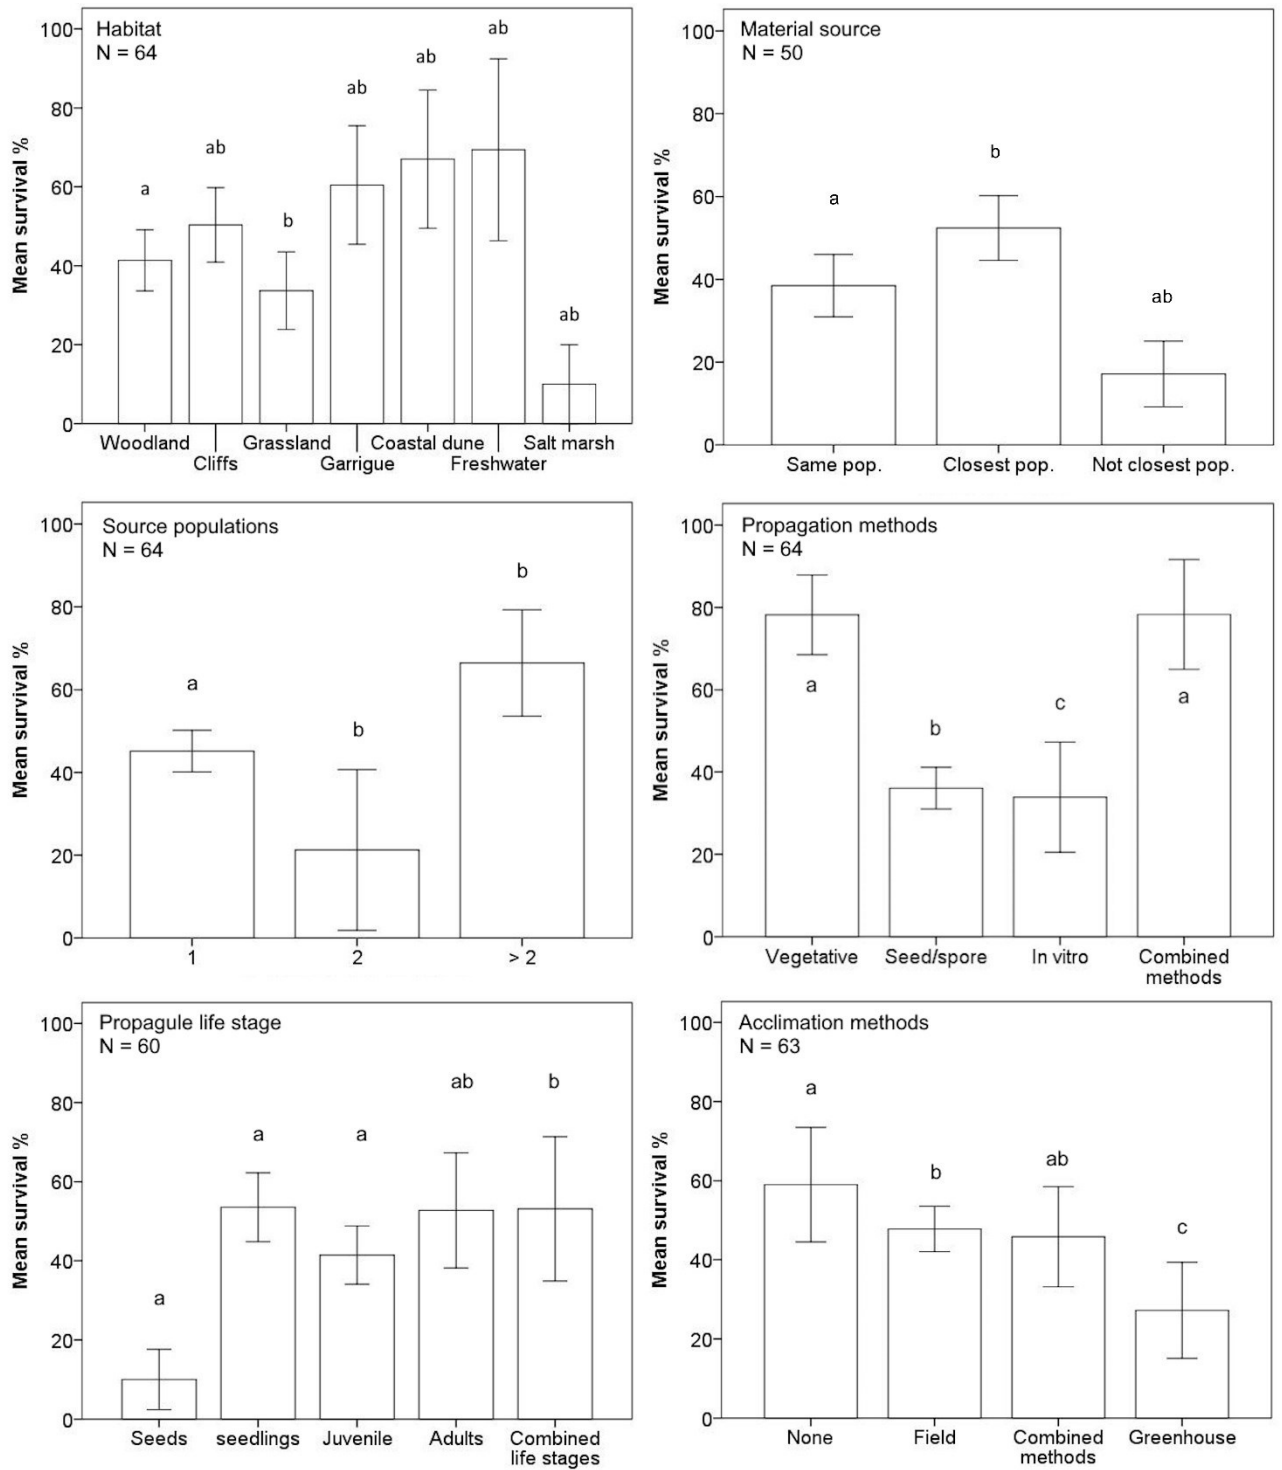 Habitat
N = 64
Mean survival %
100
80
60
40
20
0
a
ab
b
ab
ab
ab
ab
Woodland
Cliffs
Grassland
Garrigue
Coastal dune
Freshwater
Salt marsh
Material source
N = 50
Mean survival %
100
80
60
40
20
0
a
b
ab
Same pop.
Closest pop.
Not closest pop.
Source populations
N = 64
Mean survival %
100
80
60
40
20
0
a
b
b
1
2
> 2
Propagation methods
N = 64
Mean survival %
100
80
60
40
20
0
a
b
c
a
Vegetative
Seed/spore
In vitro
Combined
methods
Propagule life stage
N = 60
Mean survival %
100
80
60
40
20
0
a
a
a
ab
b
Seeds
seedlings
Juvenile
Adults
Combined
life stages
Acclimation methods
N = 63
Mean survival %
100
80
60
40
20
0
a
b
ab
c
None
Field
Combined
methods
Greenhouse